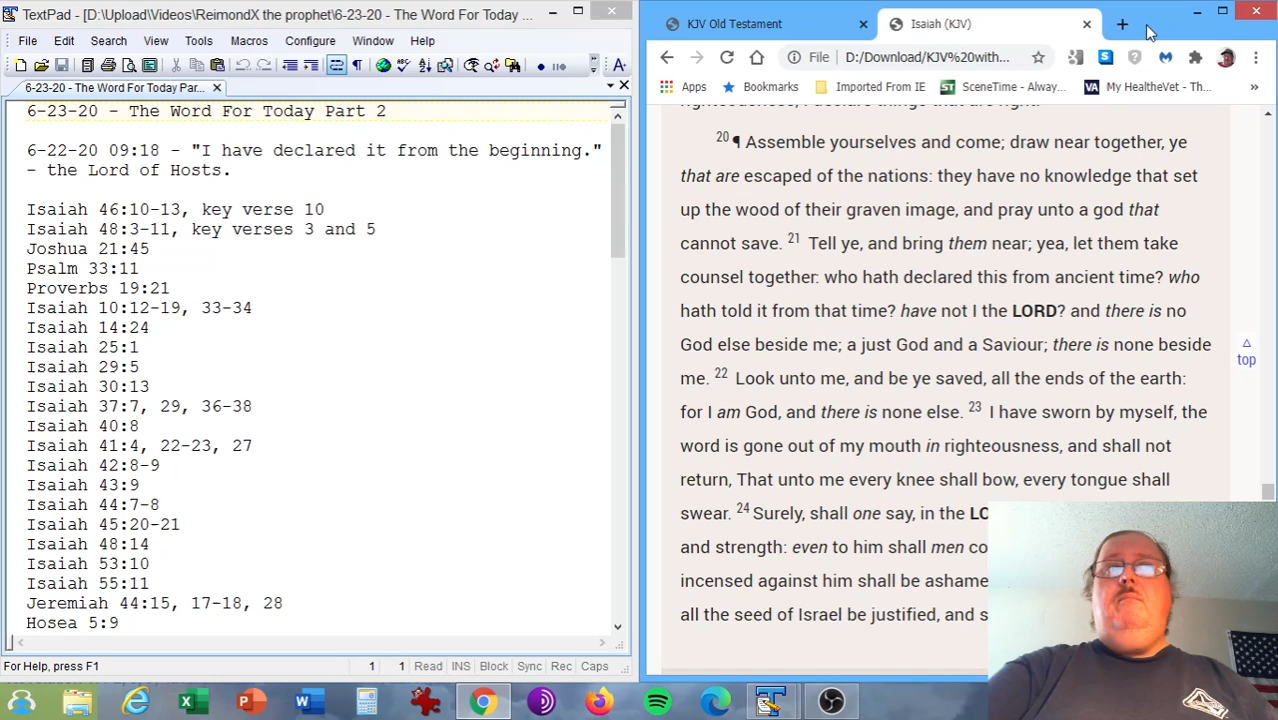 TextPad - [D:\Upload\Videos\ReimondX the prophet\6-23-20 - The Word For Today ...
File Edit Search View Tools Macros Configure Window Help
6-23-20 - The Word For Today Par...
6-23-20 - The Word For Today Part 2
6-22-20 09:18 - "I have declared it from the beginning."
- the Lord of Hosts.
Isaiah 46:10-13, key verse 10
Isaiah 48:3-11, key verses 3 and 5
Joshua 21:45
Psalm 33:11
Proverbs 19:21
Isaiah 10:12-19, 33-34
Isaiah 14:24
Isaiah 25:1
Isaiah 29:5
Isaiah 30:13
Isaiah 37:7, 29, 36-38
Isaiah 40:8
Isaiah 41:4, 22-23, 27
Isaiah 42:8-9
Isaiah 43:9
Isaiah 44:7-8
Isaiah 45:20-21
Isaiah 48:14
Isaiah 53:10
Isaiah 55:11
Jeremiah 44:15, 17-18, 28
Hosea 5:9
For Help, press F1 1 1 Read INS Block Sync Rec Caps
KJV Old Testament Isaiah (KJV)
File D:/Download/KJV%20with...
Apps Bookmarks Imported From IE SceneTime - Alway... VA My HealtheVet - Th... »
righteousness, I declare things that are right.
20 ¶ Assemble yourselves and come; draw near together, ye
that are escaped of the nations: they have no knowledge that set
up the wood of their graven image, and pray unto a god that
cannot save. 21 Tell ye, and bring them near; yea, let them take
counsel together: who hath declared this from ancient time? who
hath told it from that time? have not I the LORD? and there is no
God else beside me; a just God and a Saviour; there is none beside
me. 22 Look unto me, and be ye saved, all the ends of the earth:
for I am God, and there is none else. 23 I have sworn by myself, the
word is gone out of my mouth in righteousness, and shall not
return, That unto me every knee shall bow, every tongue shall
swear. 24 Surely, shall one say, in the LO
and strength: even to him shall men co
incensed against him shall be ashame
all the seed of Israel be justified, and s
△
top